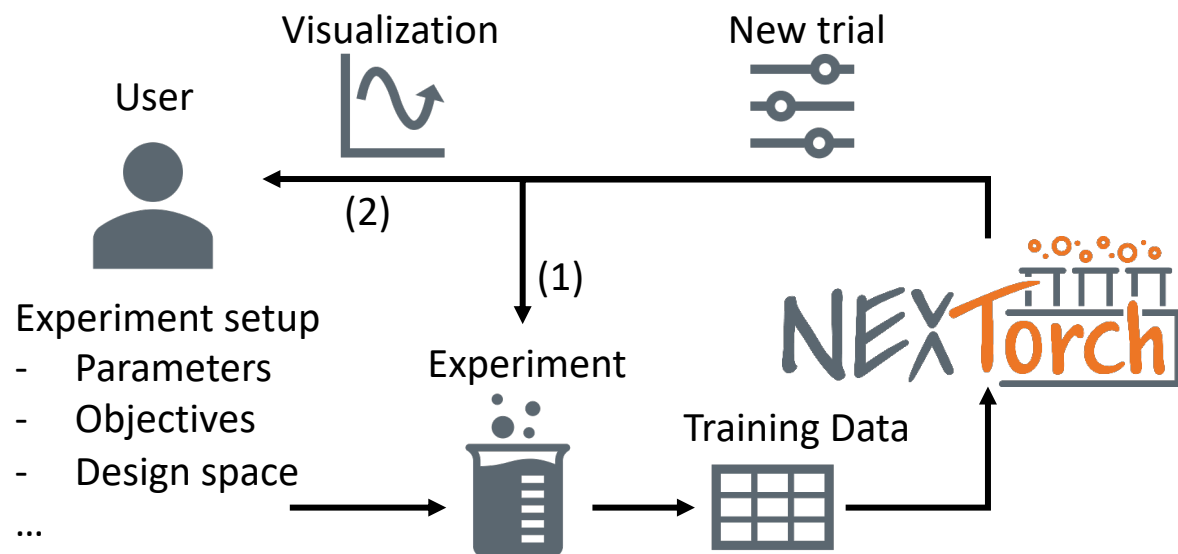 Visualization
New trial
User
(2)
(1)
Experiment setup
- Parameters
- Objectives
- Design space
...
Experiment
Training Data
NEXTorch